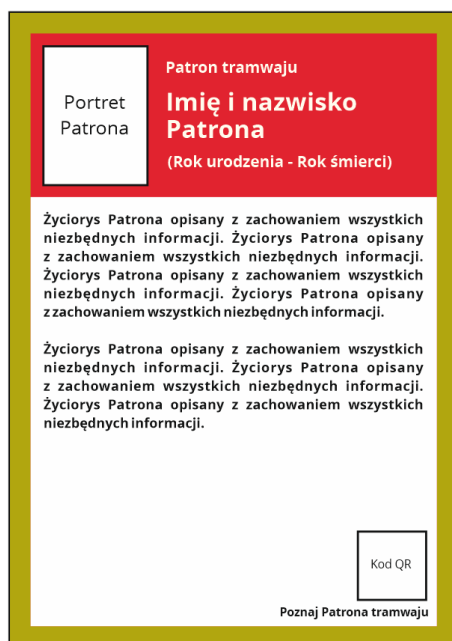 Portret
Patrona
Patron tramwaju
Imię i nazwisko
Patrona
(Rok urodzenia - Rok śmierci)
Życiorys Patrona opisany z zachowaniem wszystkich
niezbędnych informacji. Życiorys Patrona opisany
z zachowaniem wszystkich niezbędnych informacji.
Życiorys Patrona opisany z zachowaniem wszystkich
niezbędnych informacji. Życiorys Patrona opisany
z zachowaniem wszystkich niezbędnych informacji.
Życiorys Patrona opisany z zachowaniem wszystkich
niezbędnych informacji. Życiorys Patrona opisany
z zachowaniem wszystkich niezbędnych informacji.
Życiorys Patrona opisany z zachowaniem wszystkich
niezbędnych informacji.
Kod QR
Poznaj Patrona tramwaju